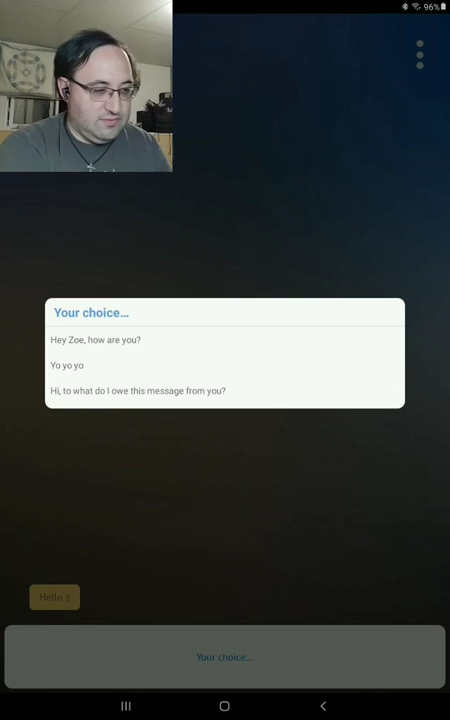 96%
Your choice...
Hey Zoe, how are you?
Yo yo yo
Hi, to what do I owe this message from you?
Hello :)
Your choice...